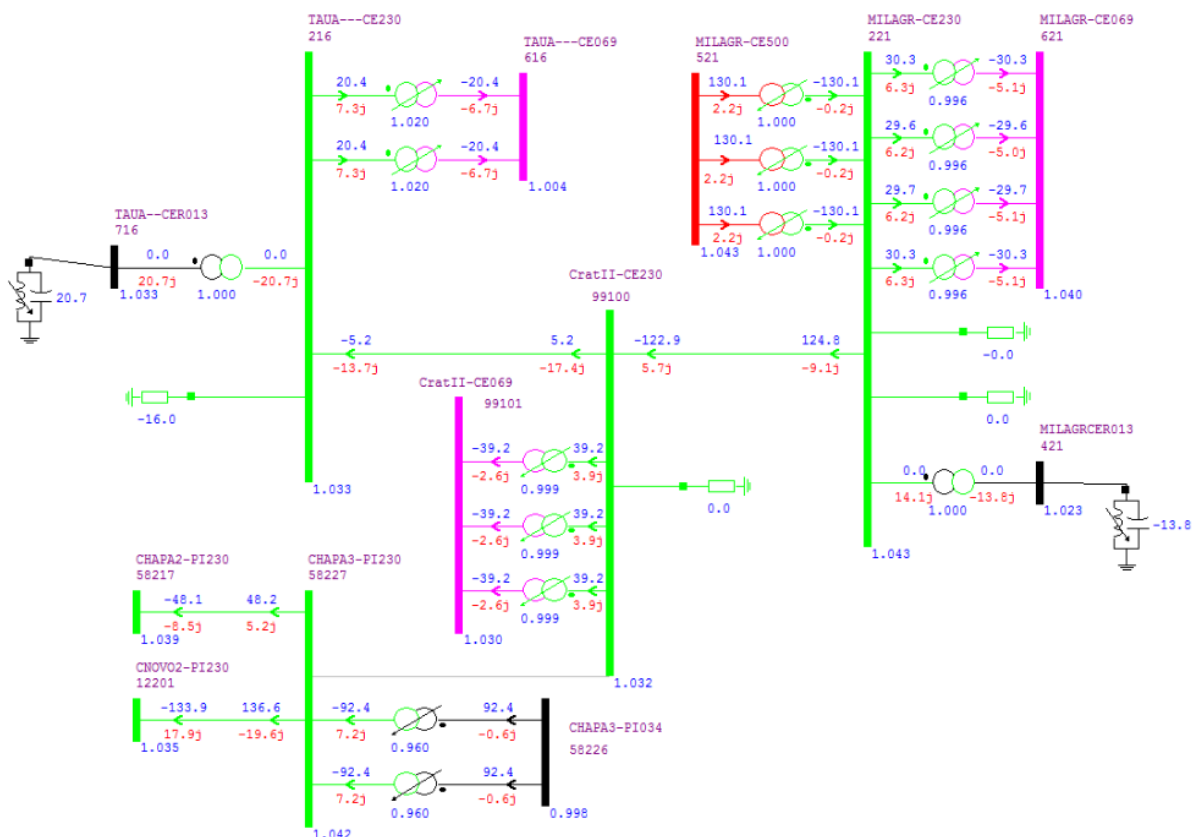 TAUA---CE230
216
TAUA---CE069
616
MILAGR-CE500
521
MILAGR-CE230
221
MILAGR-CE069
621
20.4
-20.4
7.3j
-6.7j
1.020
20.4
-20.4
7.3j
-6.7j
1.020
1.004
130.1
-130.1
2.2j
-0.2j
1.000
130.1
-130.1
2.2j
-0.2j
1.000
130.1
-130.1
2.2j
-0.2j
1.000
1.043
30.3
-30.3
6.3j
-5.1j
0.996
29.6
-29.6
6.2j
-5.0j
0.996
29.7
-29.7
6.2j
-5.1j
0.996
30.3
-30.3
6.3j
-5.1j
0.996
1.040
TAUA--CER013
716
0.0
0.0
20.7j
-20.7j
1.033
1.000
20.7
CratII-CE230
99100
-5.2
5.2
-13.7j
-17.4j
-122.9
124.8
5.7j
-9.1j
-0.0
0.0
-16.0
1.033
CratII-CE069
99101
-39.2
39.2
-2.6j
3.9j
0.999
-39.2
39.2
-2.6j
3.9j
0.999
-39.2
39.2
-2.6j
3.9j
0.999
1.030
0.0
1.032
MILAGRCER013
421
0.0
0.0
14.1j
-13.8j
1.000
1.023
-13.8
1.043
CHAPA2-PI230
58217
CHAPA3-PI230
58227
-48.1
48.2
-8.5j
5.2j
1.039
CNOVO2-PI230
12201
-133.9
136.6
17.9j
-19.6j
1.035
-92.4
92.4
7.2j
-0.6j
0.960
-92.4
92.4
7.2j
-0.6j
0.960
CHAPA3-PI034
58226
0.998
1.042